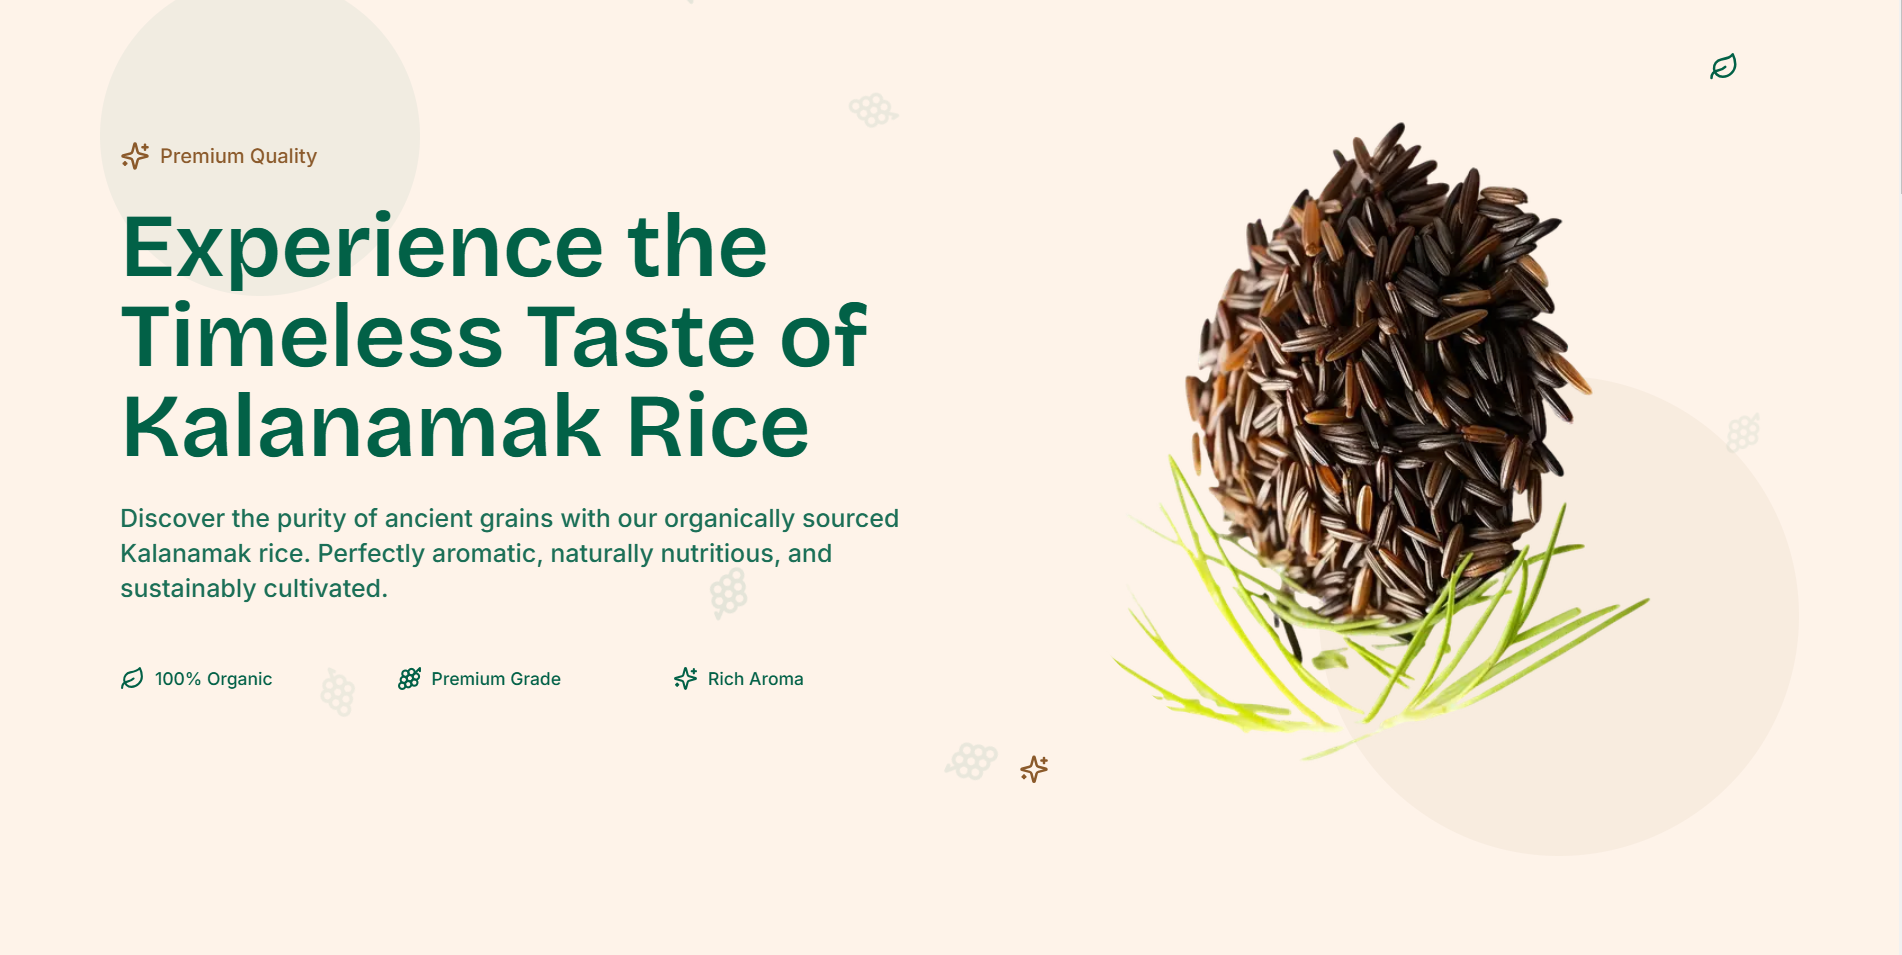 Premium Quality
Experience the
Timeless Taste of
Kalanamak Rice
Discover the purity of ancient grains with our organically sourced
Kalanamak rice. Perfectly aromatic, naturally nutritious, and
sustainably cultivated.
100% Organic
Premium Grade
Rich Aroma